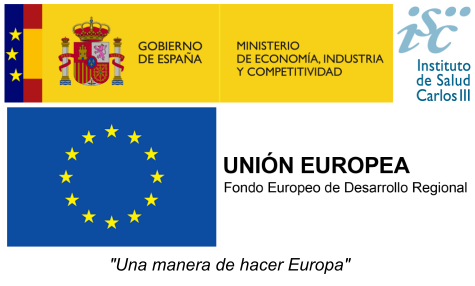 GOBIERNO
DE ESPAÑA
MINISTERIO
DE ECONOMÍA, INDUSTRIA
Y COMPETITIVIDAD
isc
Instituto
de Salud
Carlos III
UNIÓN EUROPEA
Fondo Europeo de Desarrollo Regional
"Una manera de hacer Europa"